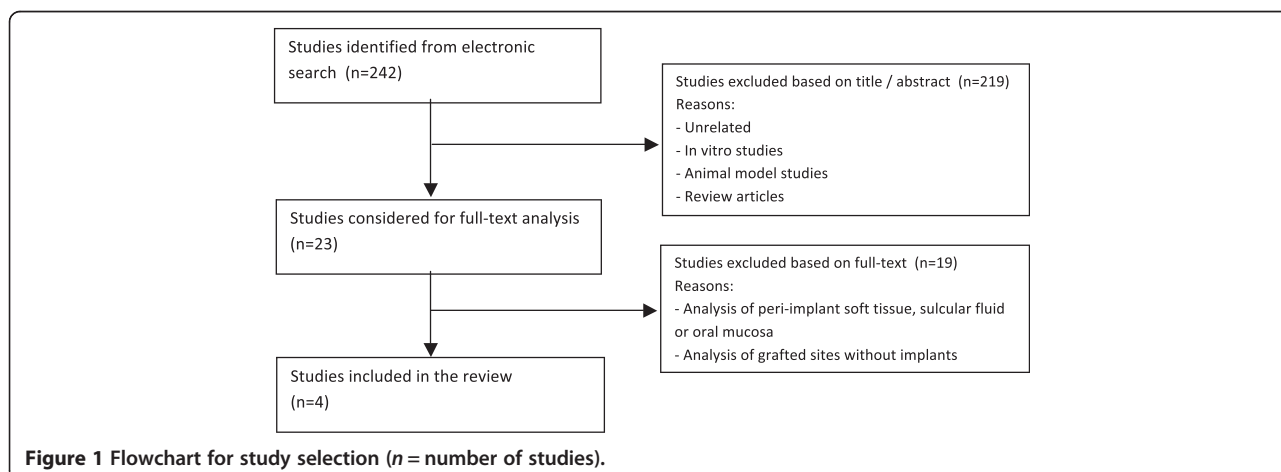 Studies identified from electronic
search (n=242)
Studies excluded based on title / abstract (n=219)
Reasons:
- Unrelated
- In vitro studies
- Animal model studies
- Review articles
Studies considered for full-text analysis
(n=23)
Studies excluded based on full-text (n=19)
Reasons:
- Analysis of peri-implant soft tissue, sulcular fluid
or oral mucosa
- Analysis of grafted sites without implants
Studies included in the review
(n=4)
Figure 1 Flowchart for study selection (n = number of studies).